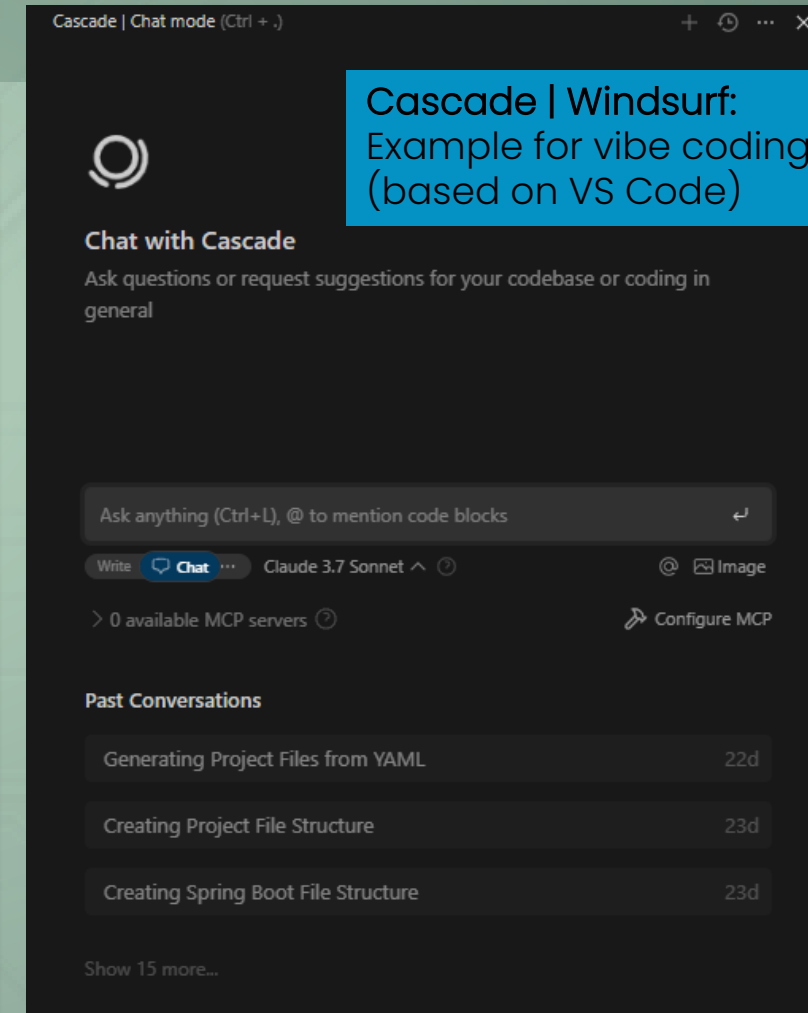 Cascade | Chat mode (Ctrl + .)
Cascade | Windsurf:
Example for vibe coding
(based on VS Code)
Chat with Cascade
Ask questions or request suggestions for your codebase or coding in
general
Ask anything (Ctrl+L), @ to mention code blocks
Write Chat ... Claude 3.7 Sonnet @ Image
> 0 available MCP servers Configure MCP
Past Conversations
Generating Project Files from YAML 22d
Creating Project File Structure 23d
Creating Spring Boot File Structure 23d
Show 15 more...